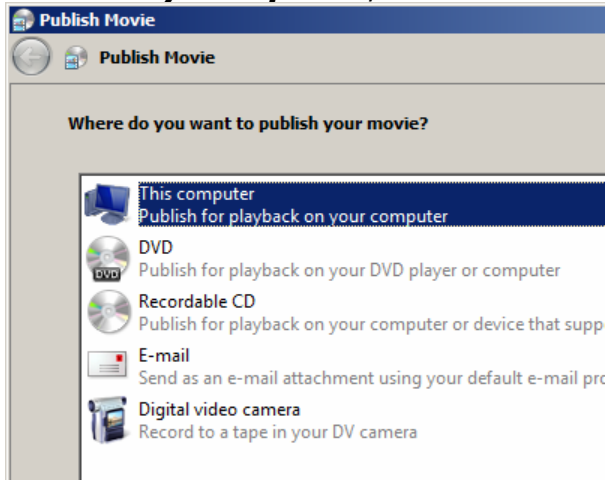 Publish Movie
Publish Movie
Where do you want to publish your movie?
This computer
Publish for playback on your computer
DVD
DVD
Publish for playback on your DVD player or computer
Recordable CD
Publish for playback on your computer or device that supp
E-mail
Send as an e-mail attachment using your default e-mail pro
Digital video camera
Record to a tape in your DV camera